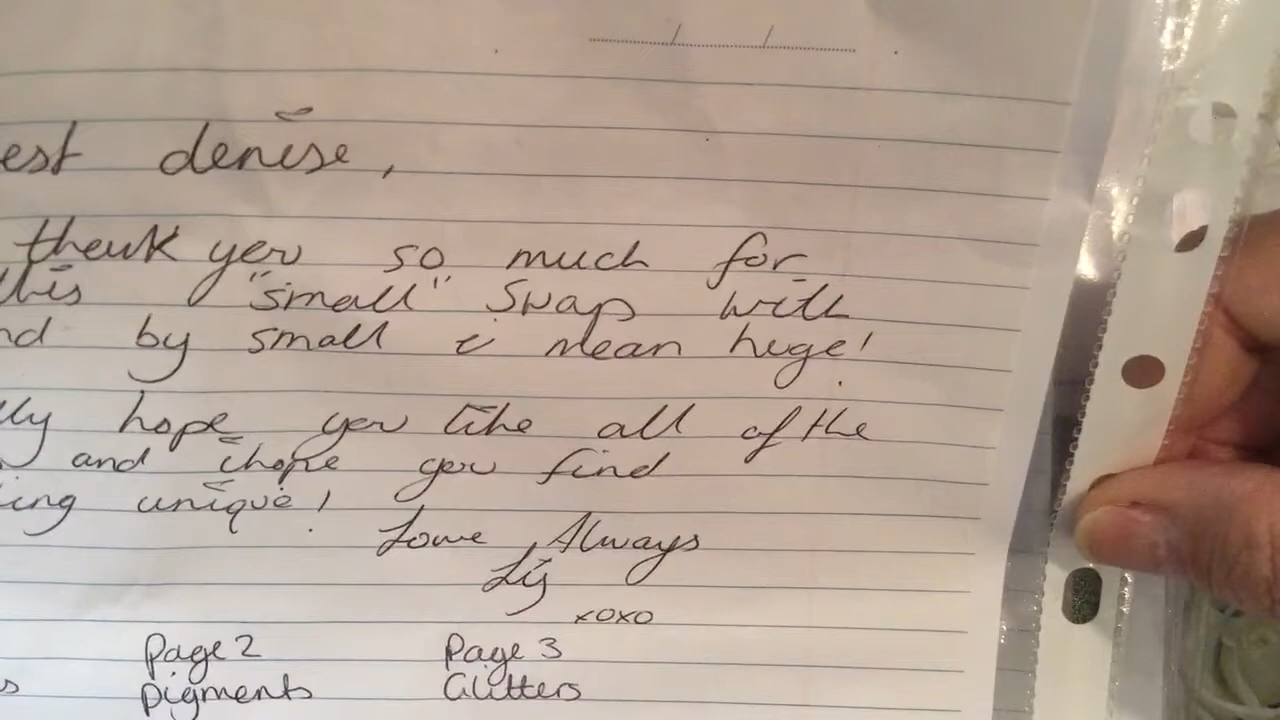 est denise,
thank you so much for
this "small" Swap with
nd by small i mean huge!
lly hope you like all of the
and i hope you find
ing unique!
Love Always
Liz
xoxo
Page 2 Page 3
s Pigments Glitters